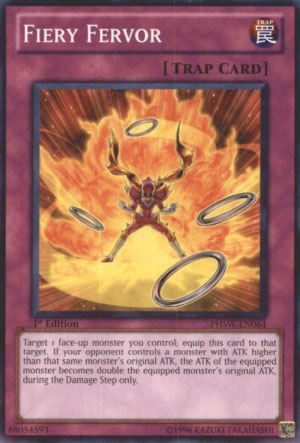 FIERY FERVOR
TRAP
罠
[TRAP CARD]
1st Edition
PHSW-EN064
Target 1 face-up monster you control; equip this card to that
target. If your opponent controls a monster with ATK higher
than that same monster's original ATK, the ATK of the equipped
monster becomes double the equipped monster's original ATK,
during the Damage Step only.
68054593
©1996 KAZUKI TAKAHASHI